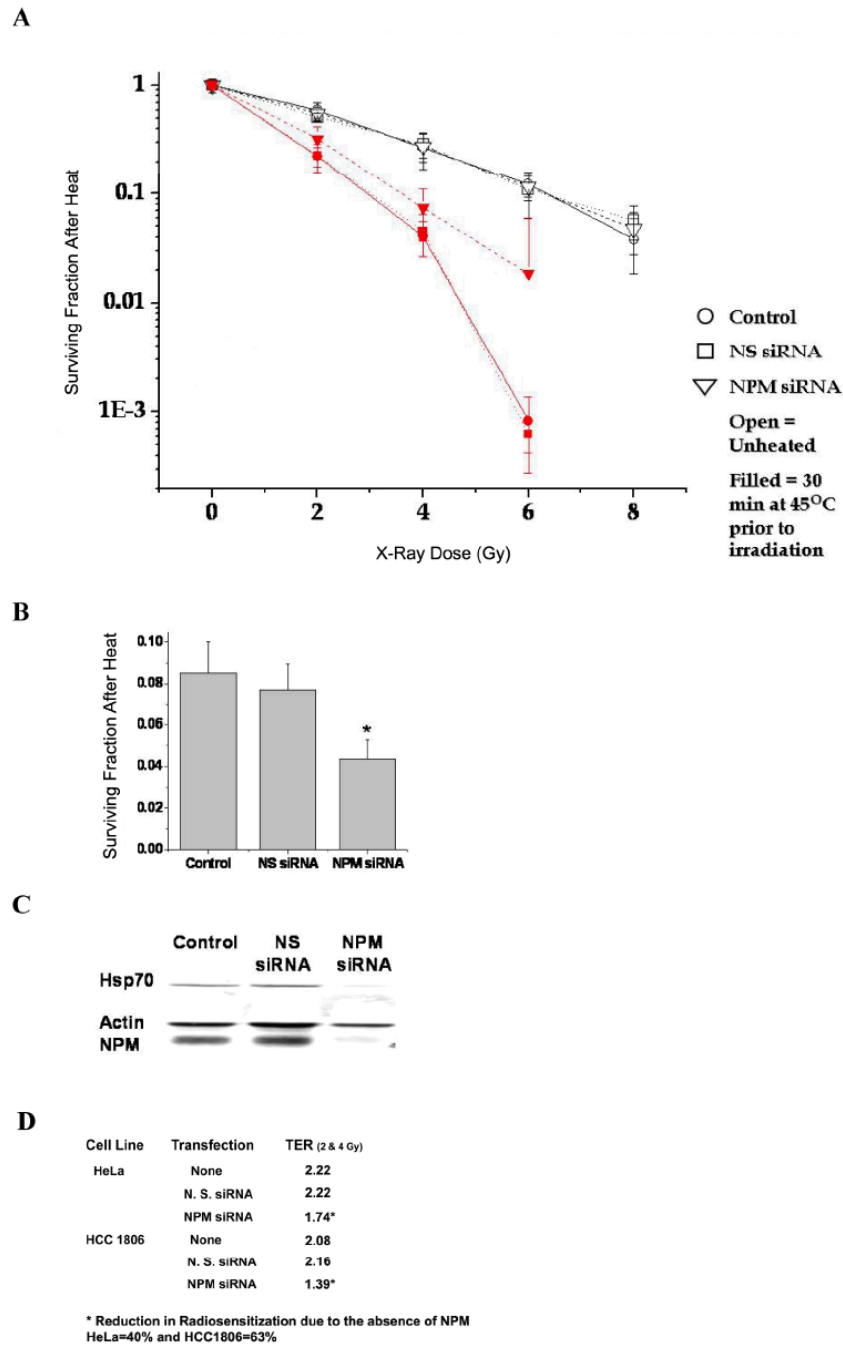 A
Surviving Fraction After Heat
1
0.1
0.01
1E-3
0 2 4 6 8
X-Ray Dose (Gy)
Control
NS siRNA
NPM siRNA
Open =
Unheated
Filled = 30
min at 45OC
prior to
irradiation
B
Surviving Fraction After Heat
0.10
0.08
0.06
0.04
0.02
0.00
*
Control NS siRNA NPM siRNA
C
Control NS NPM
siRNA siRNA
Hsp70
Actin
NPM
D
Cell Line Transfection TER (2 & 4 Gy)
HeLa None 2.22
N. S. siRNA 2.22
NPM siRNA 1.74*
HCC 1806 None 2.08
N. S. siRNA 2.16
NPM siRNA 1.39*
* Reduction in Radiosensitization due to the absence of NPM
HeLa=40% and HCC1806=63%